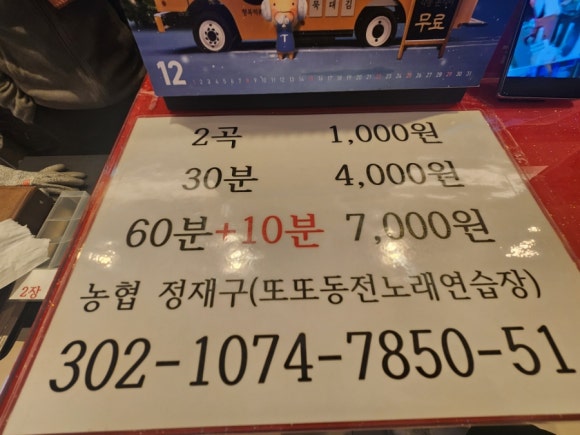 무료
12
2곡 1,000원
30분 4,000원
60분+10분 7,000원
2장
농협 정재구(또또동전노래연습장)
302-1074-7850-51